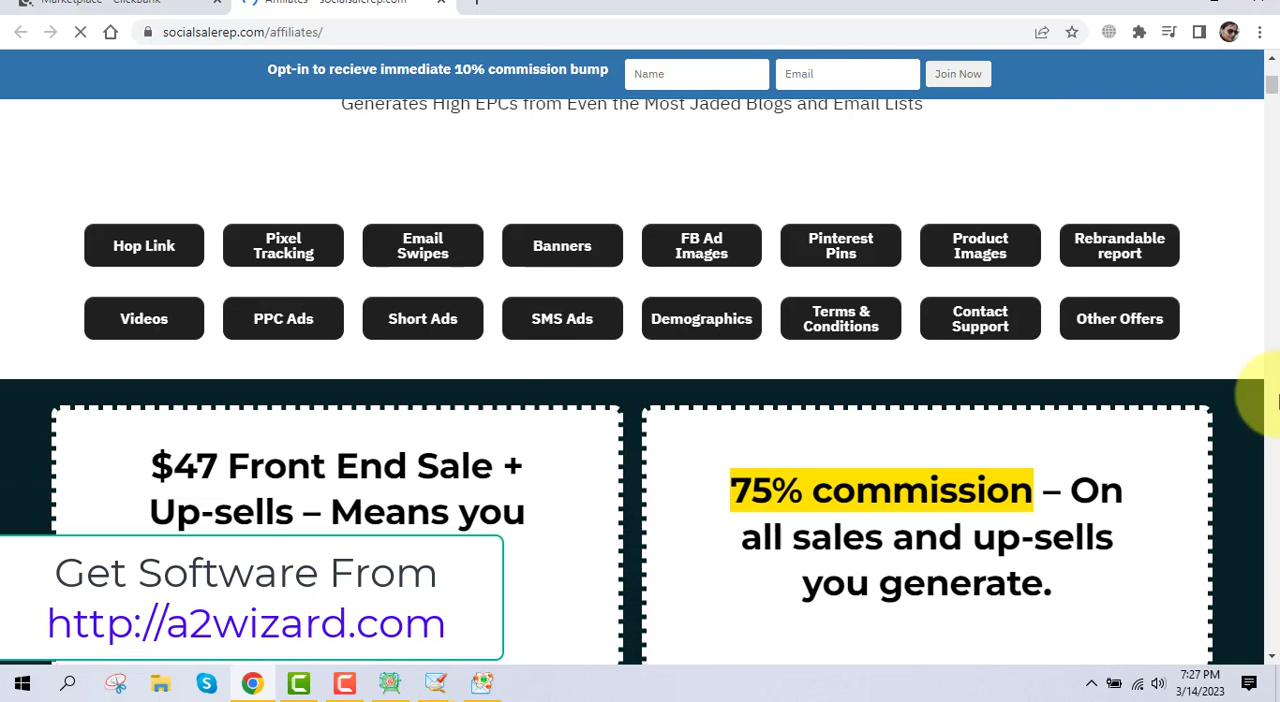 Marketplace - ClickBank
Affiliates - socialsalerep.com
socialsalerep.com/affiliates/
Opt-in to recieve immediate 10% commission bump
Name
Email
Join Now
Generates High EPCs from Even the Most Jaded Blogs and Email Lists
Hop Link
Pixel
Tracking
Email
Swipes
Banners
FB Ad
Images
Pinterest
Pins
Product
Images
Rebrandable
report
Videos
PPC Ads
Short Ads
SMS Ads
Demographics
Terms &
Conditions
Contact
Support
Other Offers
$47 Front End Sale +
Up-sells – Means you
75% commission – On
all sales and up-sells
you generate.
Get Software From
http://a2wizard.com
7:27 PM
3/14/2023